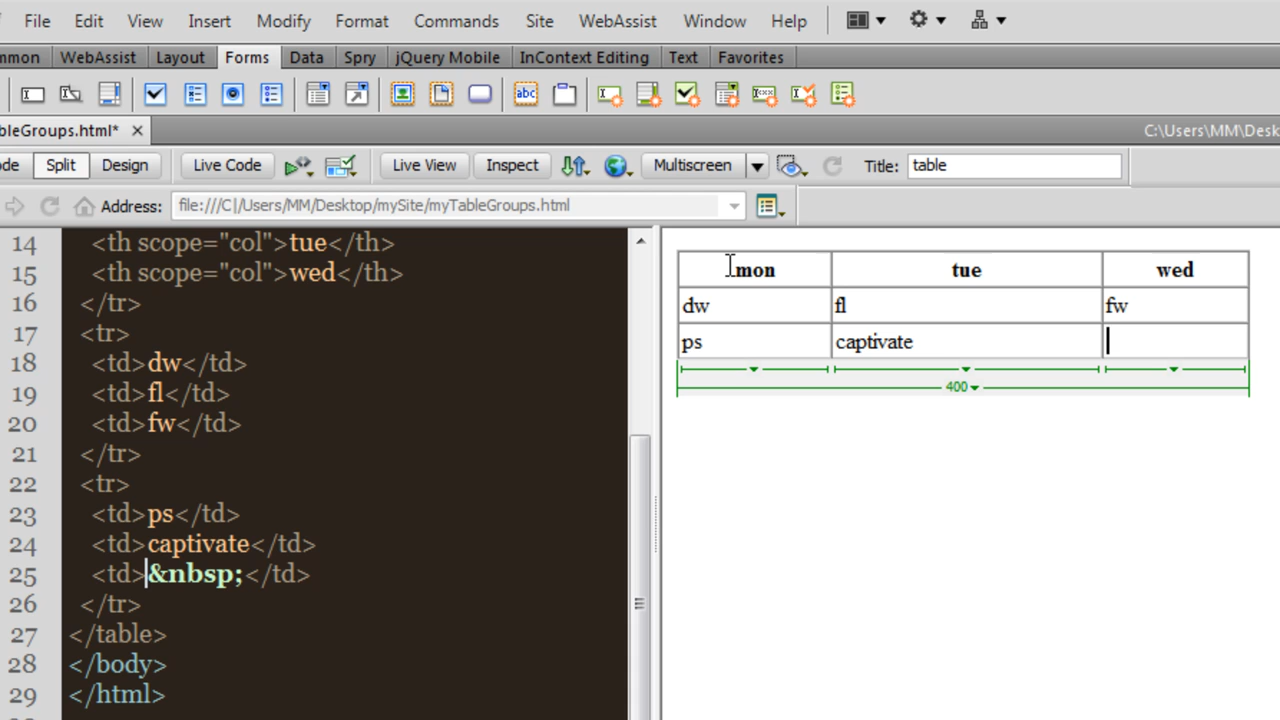 File Edit View Insert Modify Format Commands Site WebAssist Window Help
mmon WebAssist Layout Forms Data Spry jQuery Mobile InContext Editing Text Favorites
abc
bleGroups.html* C:\Users\MM\Desk
ode Split Design Live Code Live View Inspect Multiscreen Title: table
Address: file:///C|/Users/MM/Desktop/mySite/myTableGroups.html
14 <th scope="col">tue</th>
15 <th scope="col">wed</th>
16 </tr>
17 <tr>
18 <td>dw</td>
19 <td>fl</td>
20 <td>fw</td>
21 </tr>
22 <tr>
23 <td>ps</td>
24 <td>captivate</td>
25 <td>&nbsp;</td>
26 </tr>
27 </table>
28 </body>
29 </html>
mon tue wed
dw fl fw
ps captivate
400